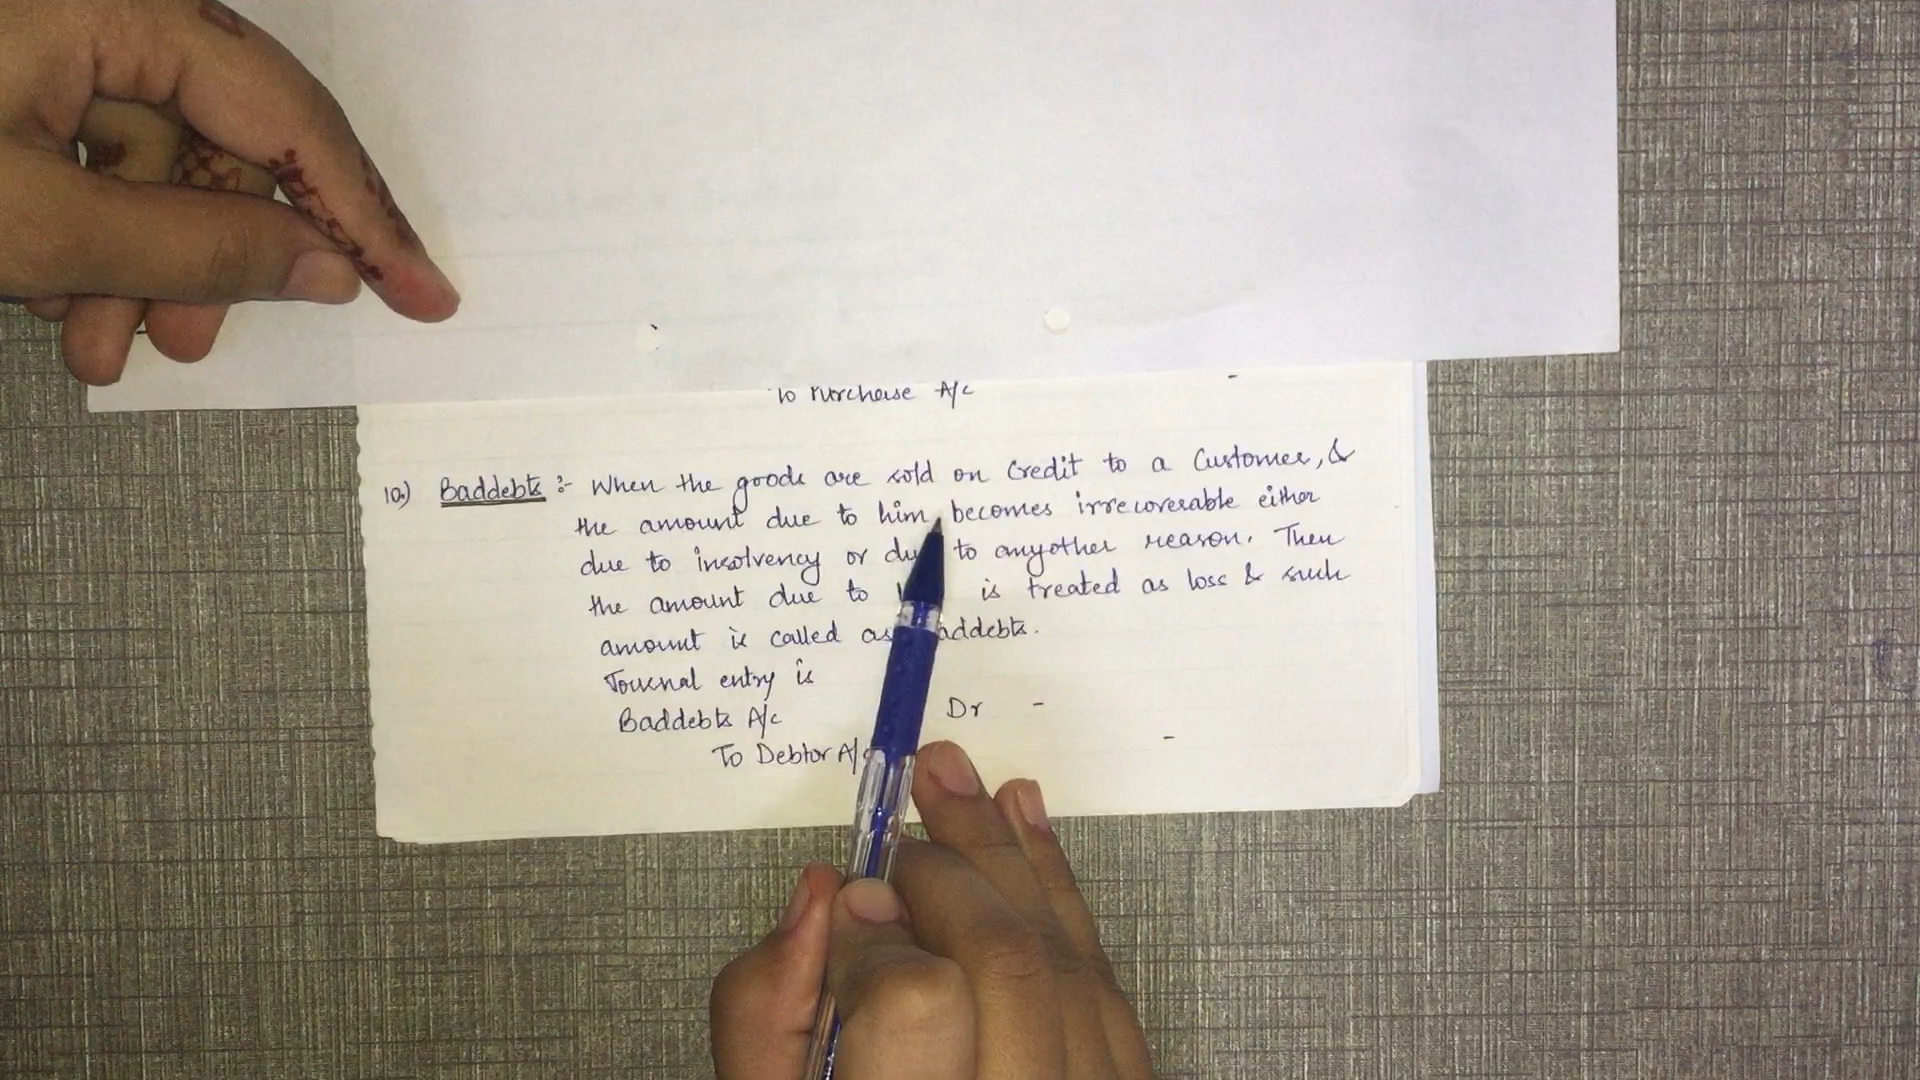 To Purchase A/c -
10.) Baddebts :- When the goods are sold on Credit to a Customer, &
the amount due to him becomes irrecoverable either
due to insolvency or due to anyother reason. Then
the amount due to is treated as loss & such
amount is called as Baddebts.
Journal entry is
Baddebts A/c Dr -
To Debtor A/c -